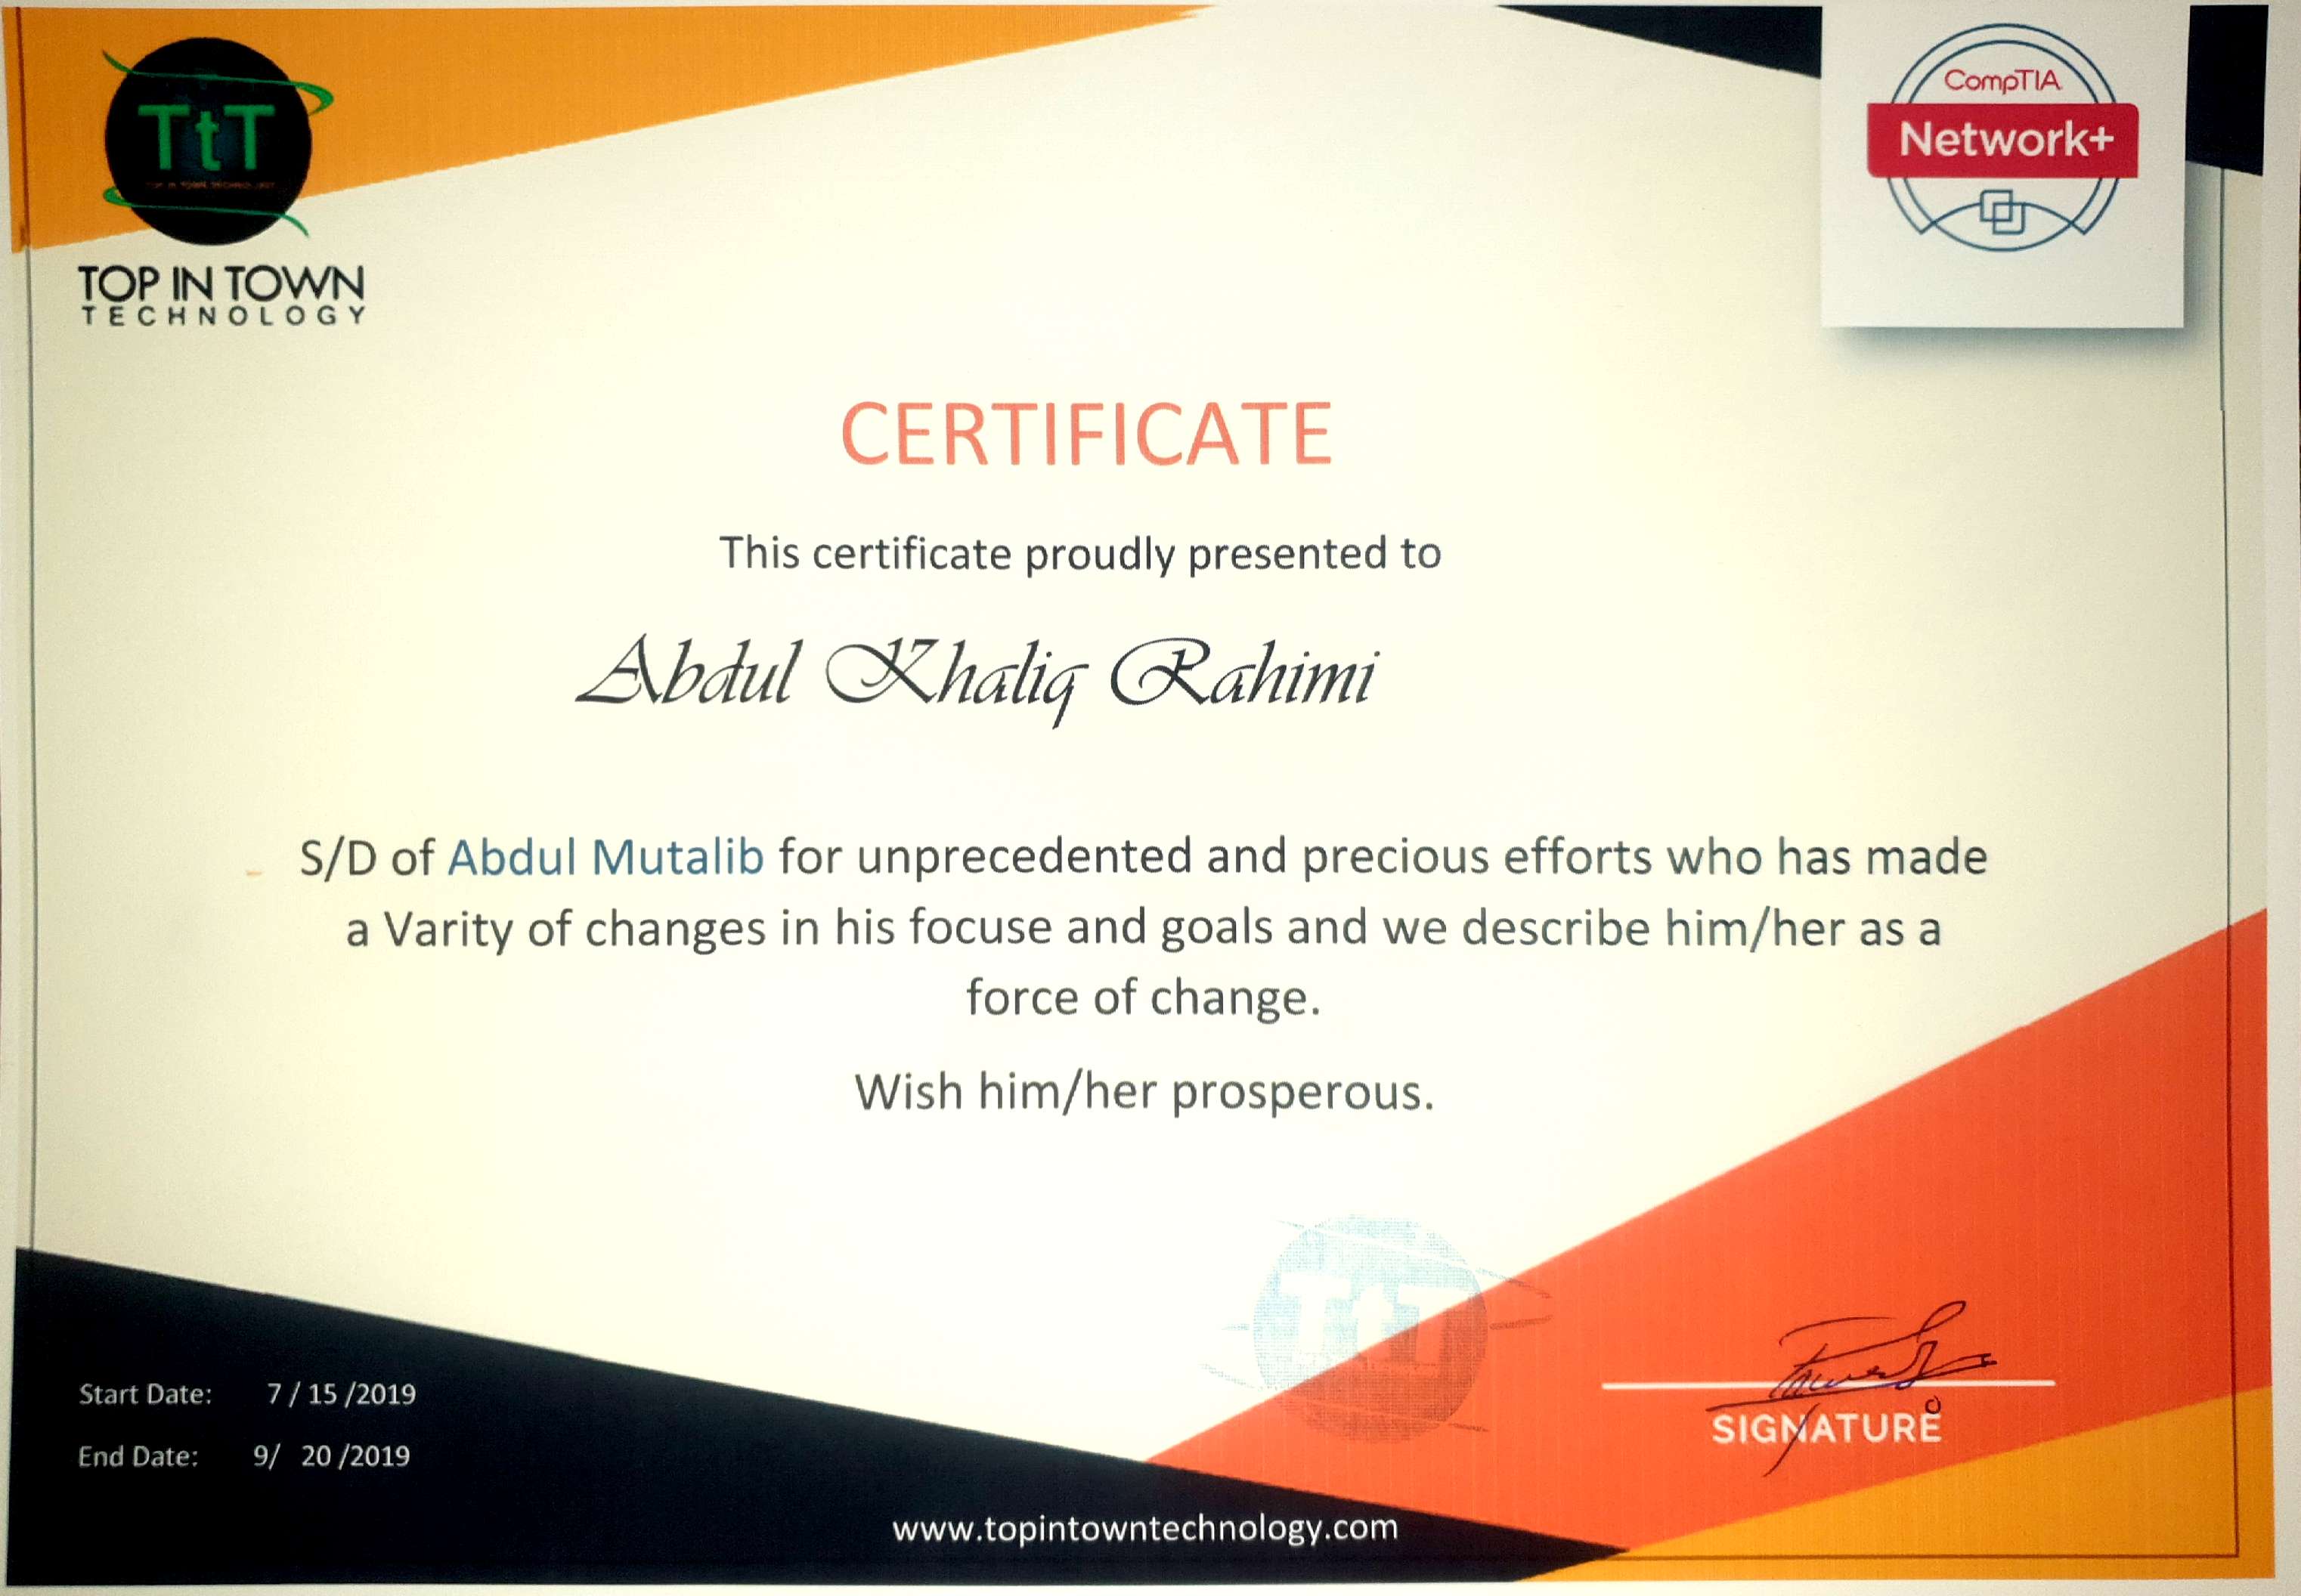 TtT
TOP IN TOWN
TECHNOLOGY
CompTIA
Network+
CERTIFICATE
This certificate proudly presented to
Abdul Khaliq Rahimi
S/D of Abdul Mutalib for unprecedented and precious efforts who has made
a Varity of changes in his focuse and goals and we describe him/her as a
force of change.
Wish him/her prosperous.
TtT
Start Date: 7 / 15 /2019
End Date: 9/ 20 /2019
SIGNATURE
www.topintowntechnology.com